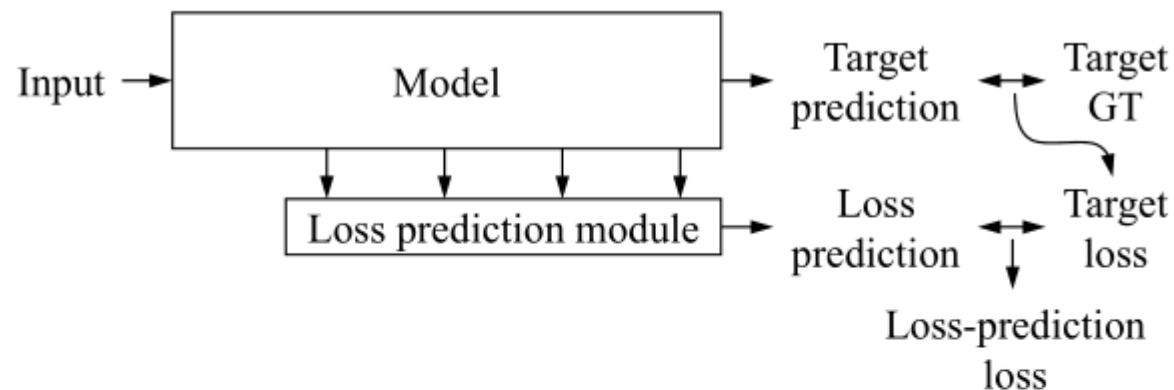 Input
Model
Target
prediction
Target
GT
Loss prediction module
Loss
prediction
Target
loss
Loss-prediction
loss